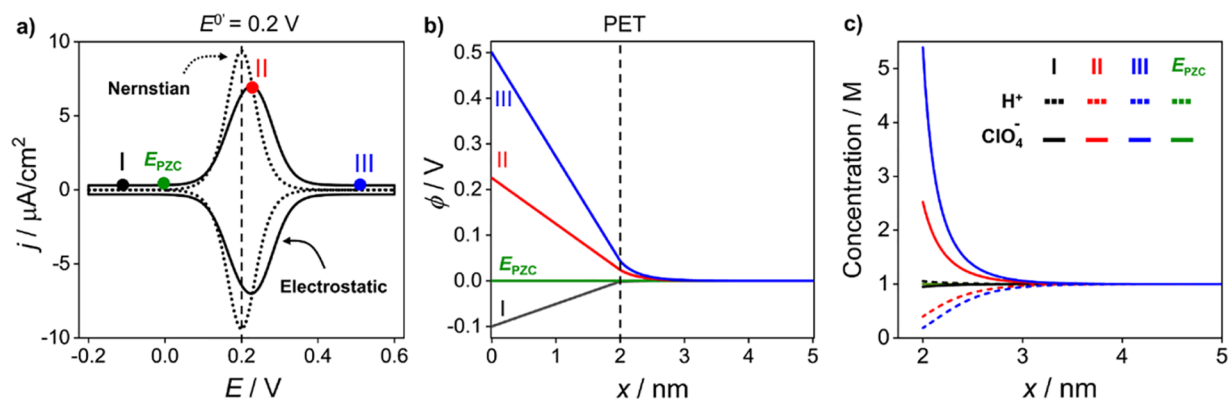 a)
E⁰' = 0.2 V
10
5
0
-5
-10
j / μA/cm²
Nernstian
II
I
E_PZC
III
Electrostatic
-0.2
0.0
0.2
0.4
0.6
E / V
b)
PET
0.5
0.4
0.3
0.2
0.1
0.0
-0.1
ϕ / V
III
II
E_PZC
I
0
1
2
3
4
5
x / nm
c)
5
4
3
2
1
0
Concentration / M
I II III E_PZC
H⁺
ClO₄⁻
2
3
4
5
x / nm